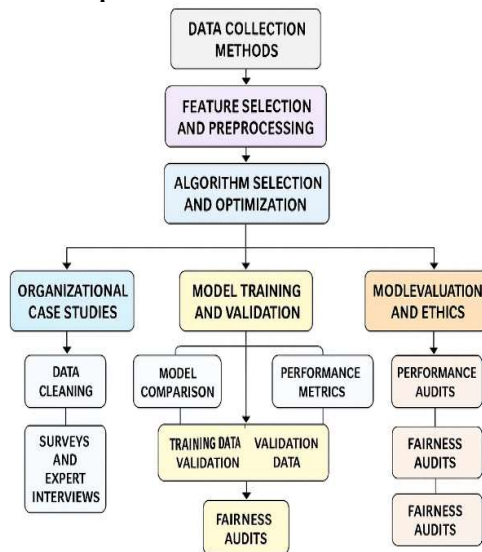 DATA COLLECTION
METHODS
FEATURE SELECTION
AND PREPROCESSING
ALGORITHM SELECTION
AND OPTIMIZATION
ORGANIZATIONAL
CASE STUDIES
MODEL TRAINING
AND VALIDATION
MODLEVALUATION
AND ETHICS
DATA
CLEANING
MODEL
COMPARISON
PERFORMANCE
METRICS
PERFORMANCE
AUDITS
SURVEYS
AND
EXPERT
INTERVIEWS
TRAINING DATA
VALIDATION
VALIDATION
DATA
FAIRNESS
AUDITS
FAIRNESS
AUDITS
FAIRNESS
AUDITS